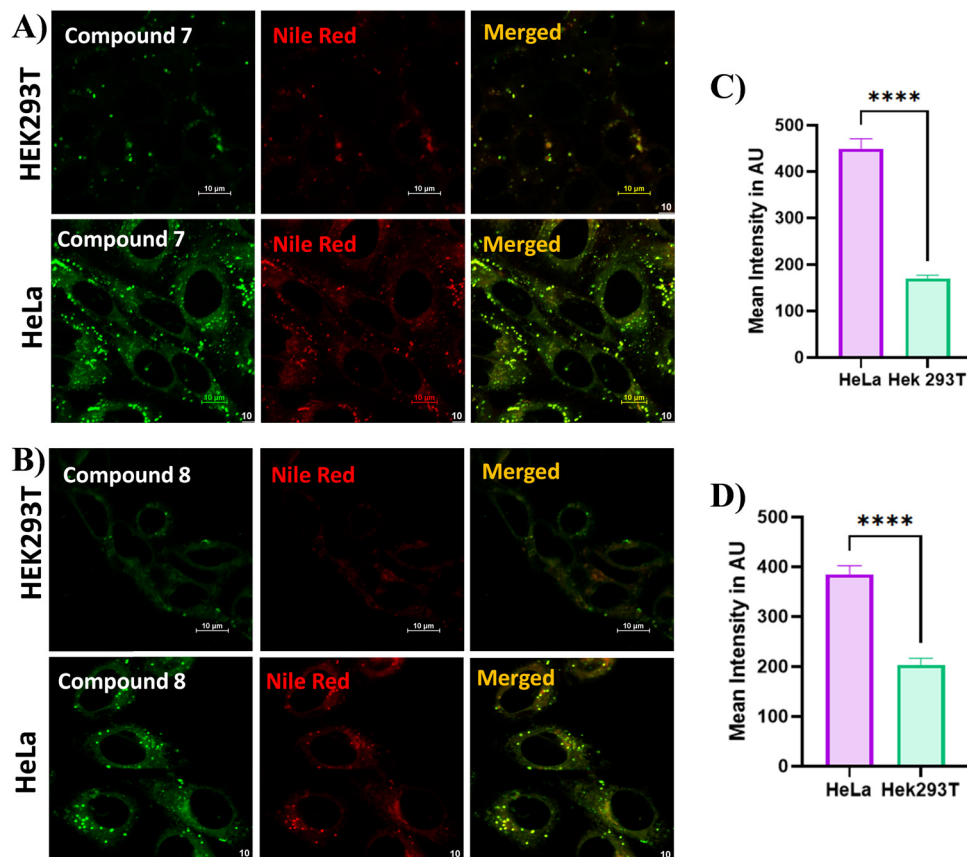 A)
HEK293T
Compound 7
Nile Red
Merged
10 µm
10 µm
10 µm
10
HeLa
Compound 7
Nile Red
Merged
10 µm
10
10 µm
10
10 µm
10
B)
HEK293T
Compound 8
Nile Red
Merged
10 µm
10 µm
10 µm
HeLa
Compound 8
Nile Red
Merged
10
10
10
C)
****
Mean Intensity in AU
500
400
300
200
100
0
HeLa Hek 293T
D)
****
Mean Intensity in AU
500
400
300
200
100
0
HeLa Hek293T